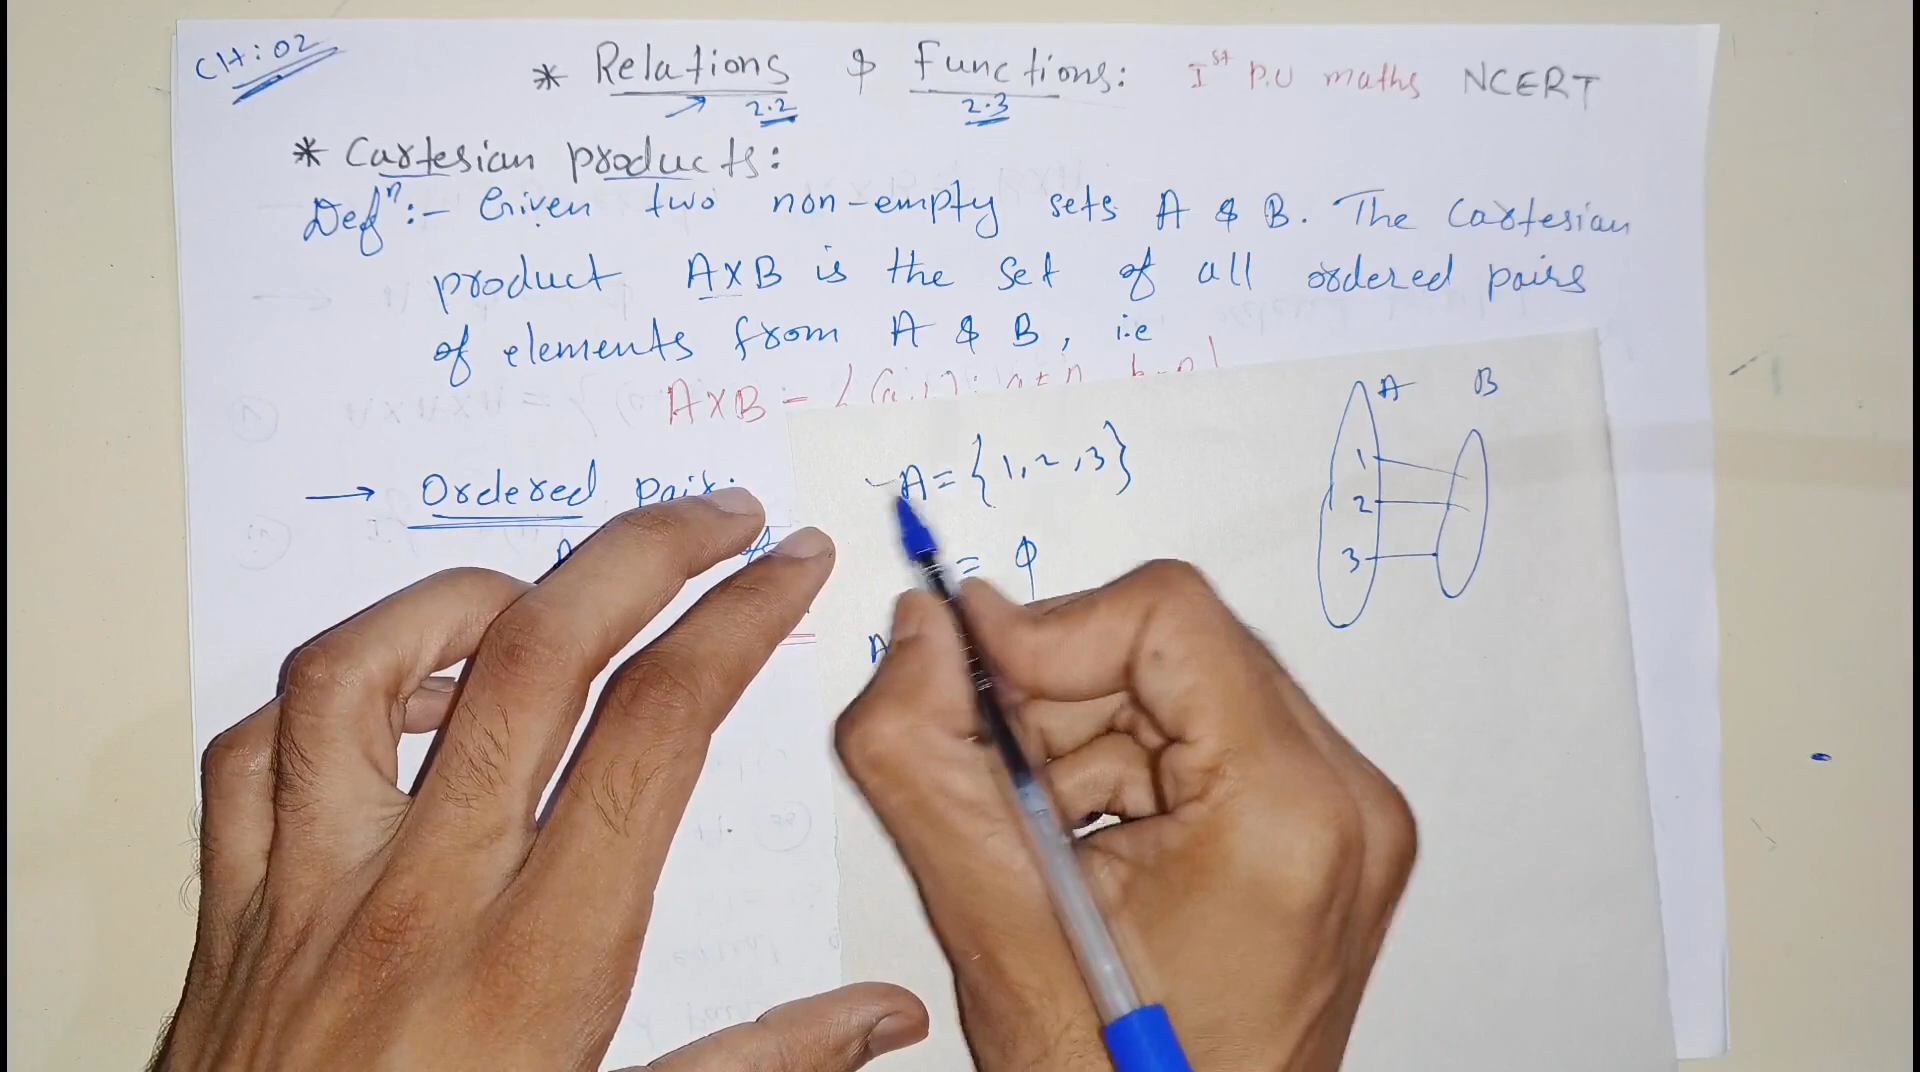 CH:02
* Relations & Functions: Ist P.U maths NCERT
2.2 2.3
* Cartesian products:
Defn:- Given two non-empty sets A & B. The Cartesian
product A×B is the set of all ordered pairs
of elements from A & B, i.e
A×B =
→ Ordered pair:
A A
A = {1, 2, 3}
= φ
A
A B
1
2
3